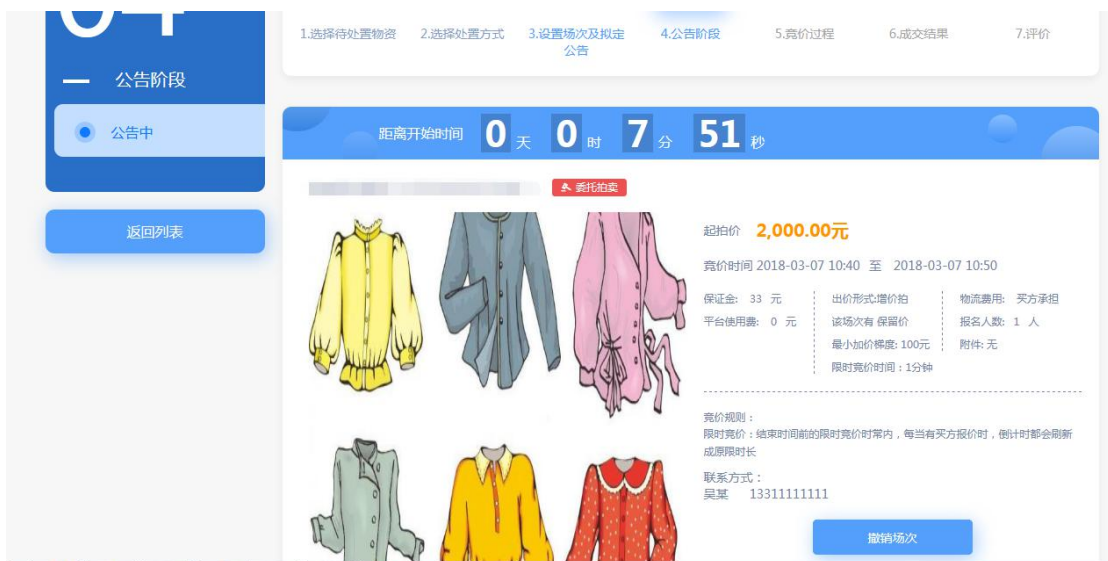 04
1.选择待处置物资 2.选择处置方式 3.设置场次及拟定公告 4.公告阶段 5.竞价过程 6.成交结果 7.评价
公告阶段
公告中
返回列表
距离开始时间 0 天 0 时 7 分 51 秒
委托拍卖
起拍价 2,000.00元
竞价时间 2018-03-07 10:40 至 2018-03-07 10:50
保证金: 33 元 出价形式:增价拍 物流费用: 买方承担
平台使用费: 0 元 该场次有 保留价 报名人数: 1 人
最小加价梯度: 100元 附件: 无
限时竞价时间：1分钟
竞价规则：
限时竞价：结束时间前的限时竞价时常内，每当有买方报价时，倒计时都会刷新
成原限时长
联系方式：
吴某 13311111111
撤销场次